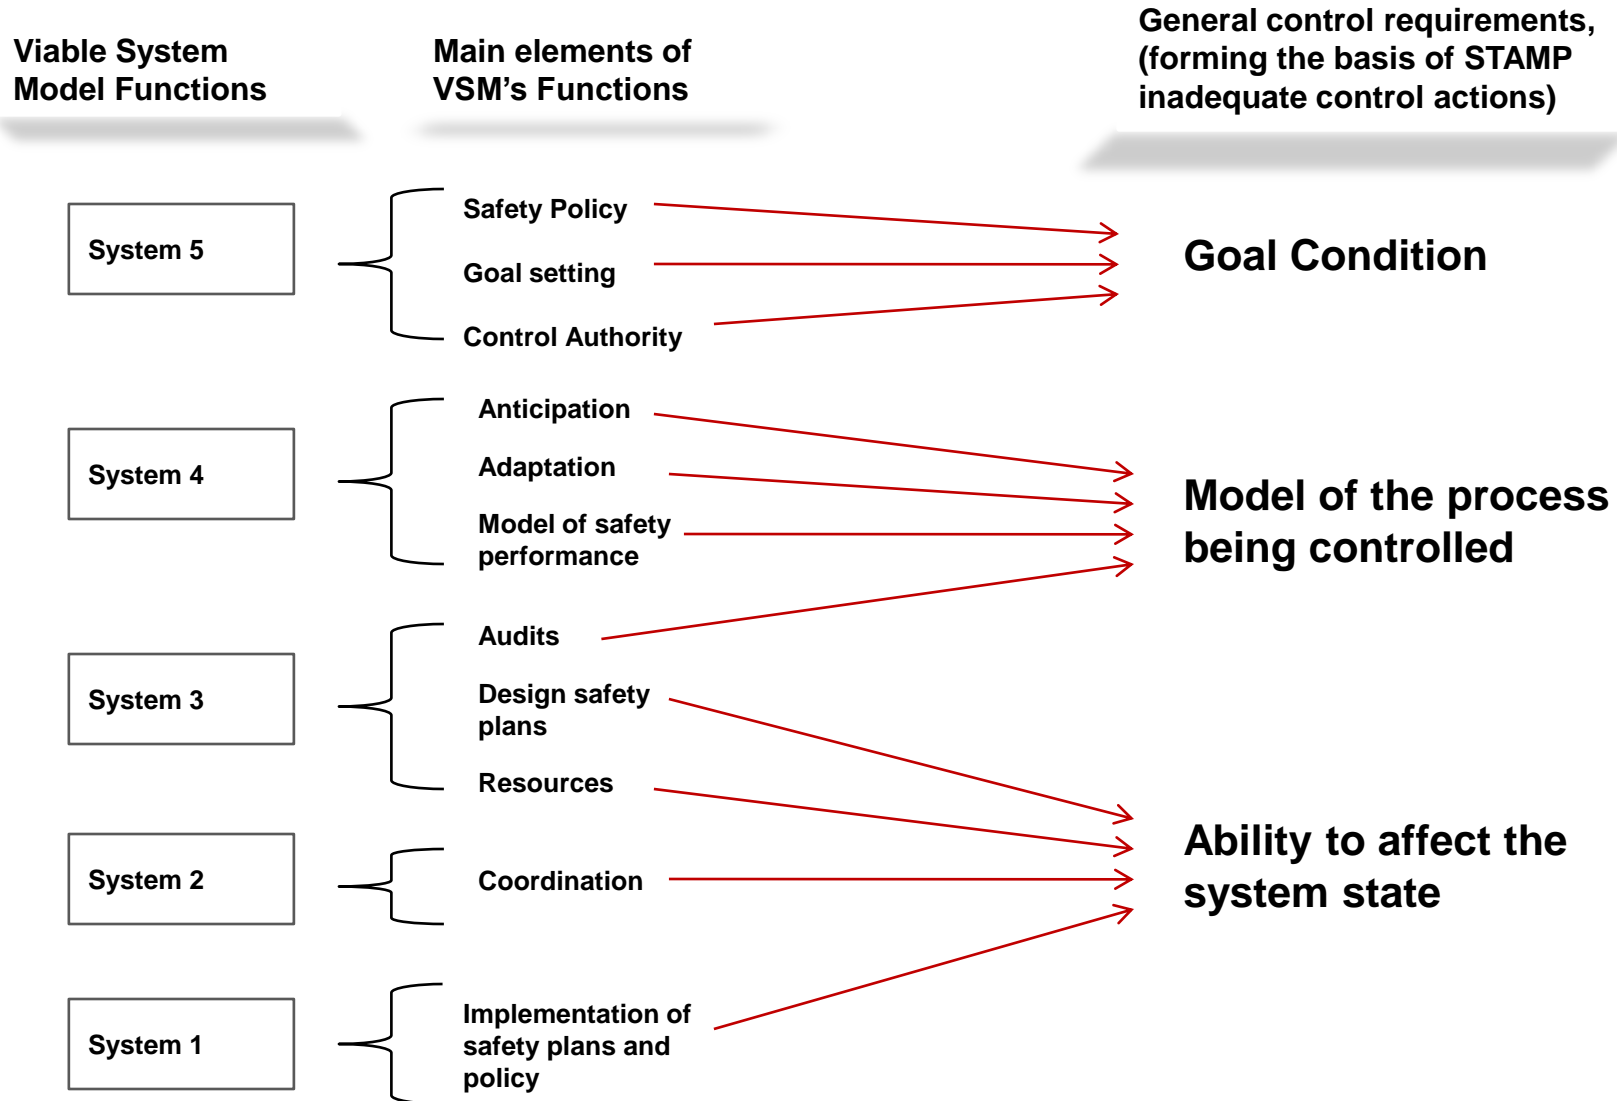 Viable System
Model Functions
Main elements of
VSM’s Functions
General control requirements,
(forming the basis of STAMP
inadequate control actions)
System 5
Safety Policy
Goal setting
Control Authority
Goal Condition
System 4
Anticipation
Adaptation
Model of safety
performance
Model of the process
being controlled
System 3
Audits
Design safety
plans
Resources
System 2
Coordination
Ability to affect the
system state
System 1
Implementation of
safety plans and
policy